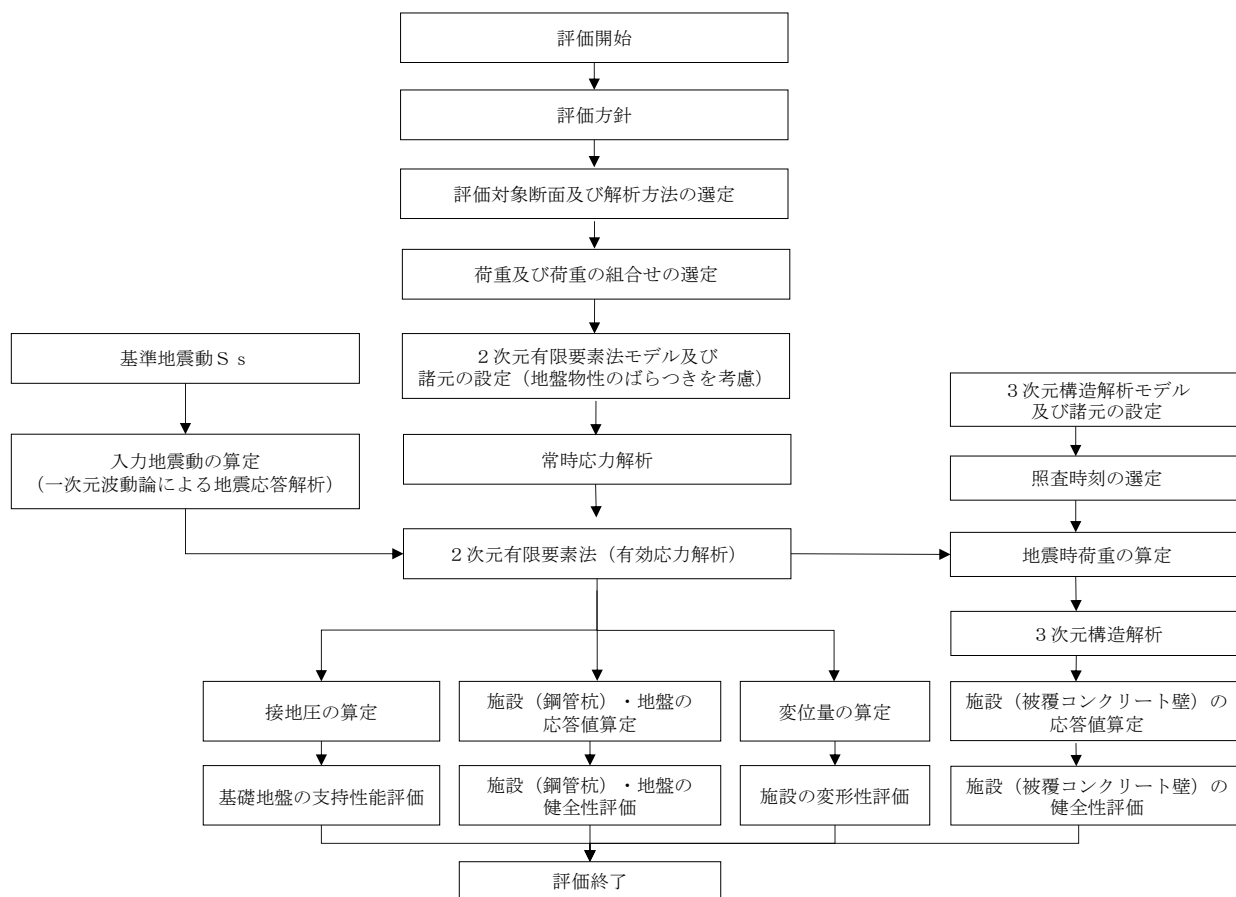 評価開始
評価方針
評価対象断面及び解析方法の選定
荷重及び荷重の組合せの選定
基準地震動Ｓｓ
２次元有限要素法モデル及び
諸元の設定（地盤物性のばらつきを考慮）
３次元構造解析モデル
及び諸元の設定
入力地震動の算定
（一次元波動論による地震応答解析）
常時応力解析
照査時刻の選定
２次元有限要素法（有効応力解析）
地震時荷重の算定
３次元構造解析
接地圧の算定
施設（鋼管杭）・地盤の
応答値算定
変位量の算定
施設（被覆コンクリート壁）の
応答値算定
基礎地盤の支持性能評価
施設（鋼管杭）・地盤の
健全性評価
施設の変形性評価
施設（被覆コンクリート壁）の
健全性評価
評価終了